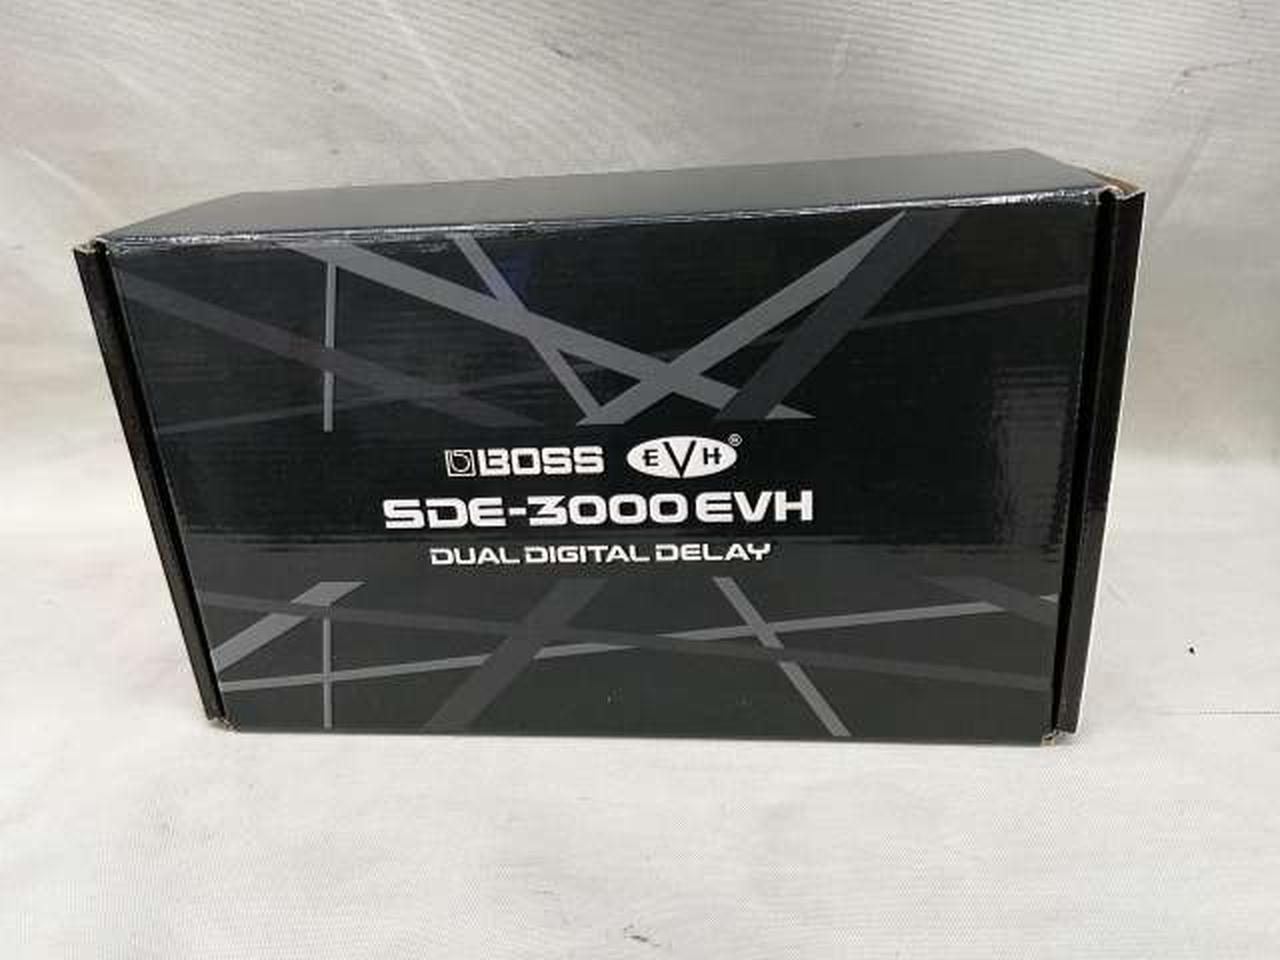 BOSS EVH®
SDE-3000EVH
DUAL DIGITAL DELAY